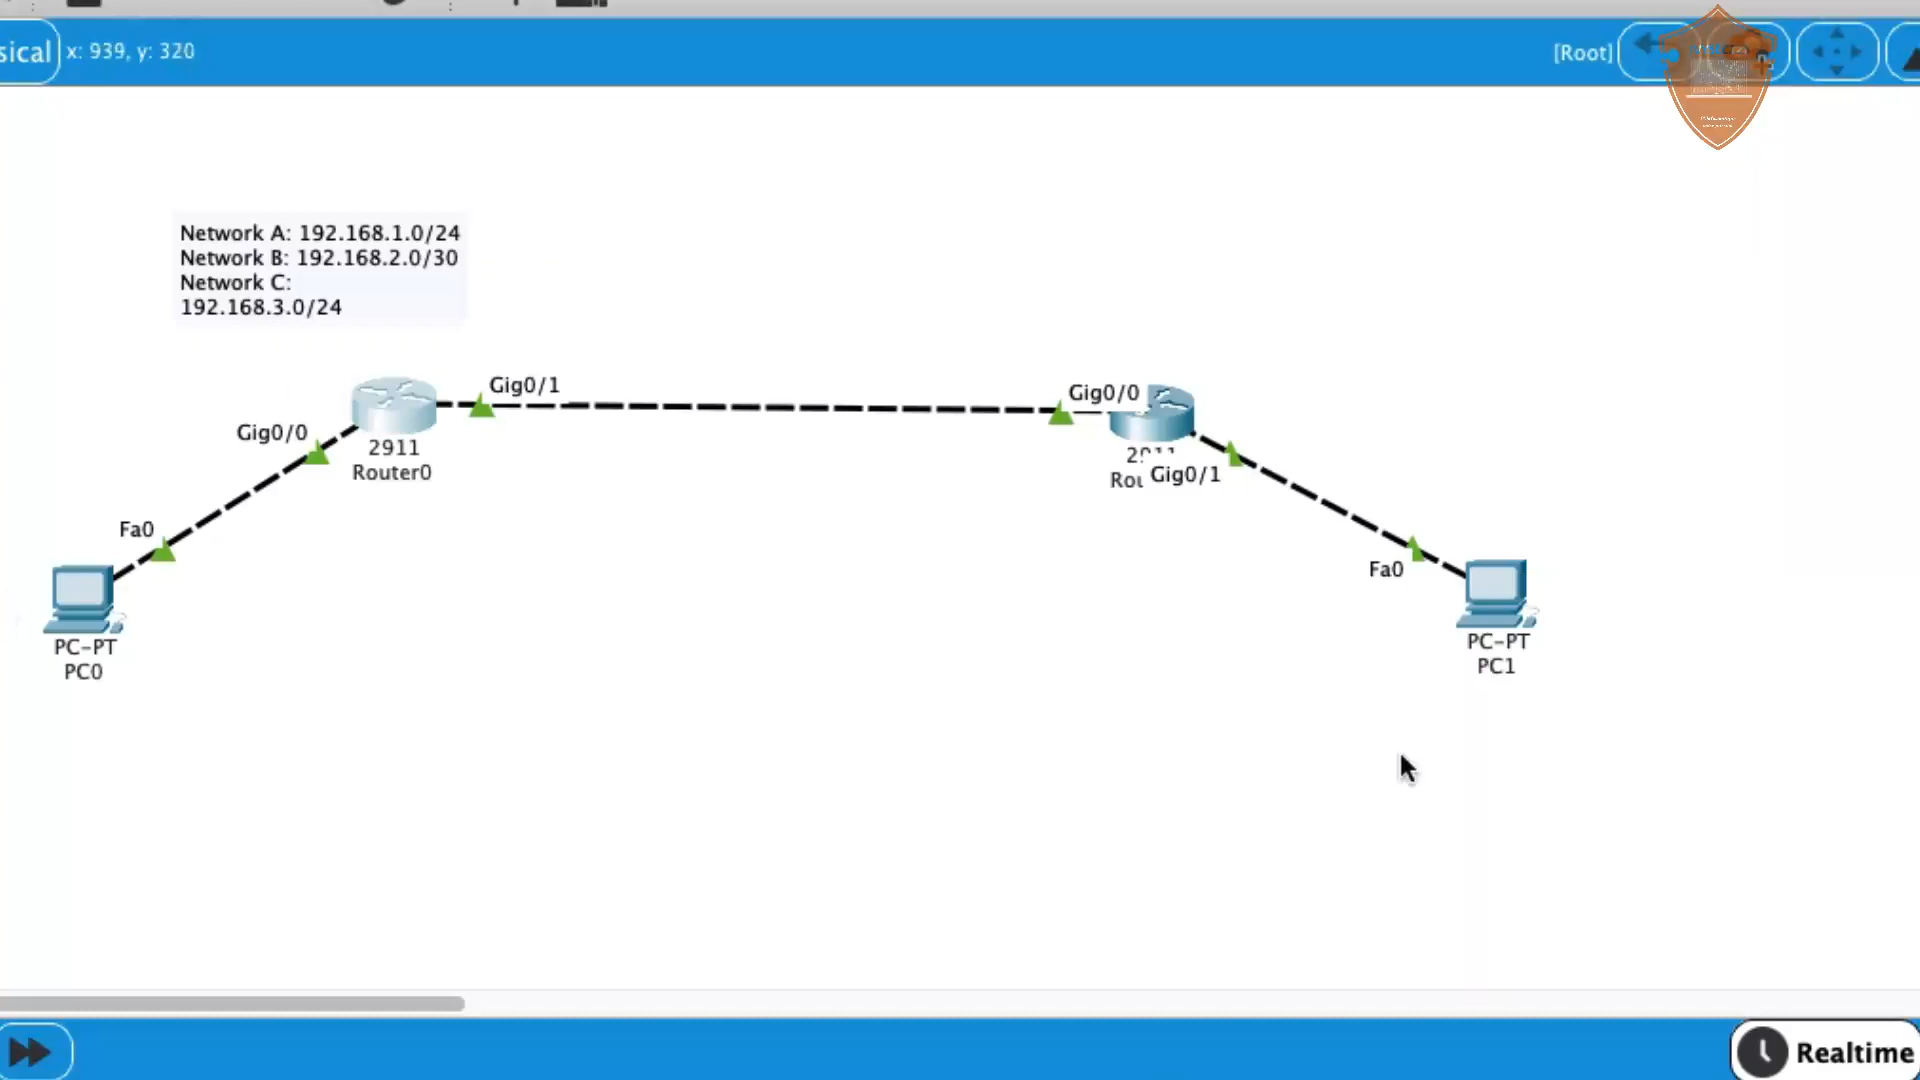 sical
x: 939, y: 320
[Root]
Network A: 192.168.1.0/24
Network B: 192.168.2.0/30
Network C:
192.168.3.0/24
Gig0/1
Gig0/0
Gig0/0
2911
Router0
Gig0/1
Fa0
Fa0
PC-PT
PC0
PC-PT
PC1
Realtime